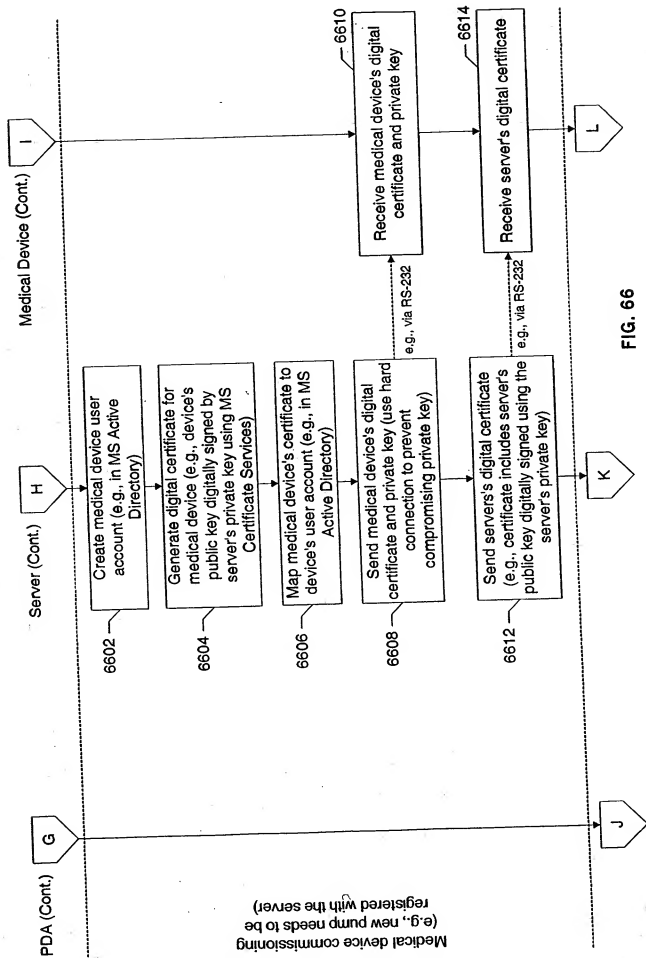 PDA (Cont.)
Server (Cont.)
Medical Device (Cont.)
G
H
I
Medical device commissioning
(e.g., new pump needs to be
registered with the server)
6602
Create medical device user
account (e.g., in MS Active
Directory)
6604
Generate digital certificate for
medical device (e.g., device's
public key digitally signed by
server's private key using MS
Certificate Services)
6606
Map medical device's certificate to
device's user account (e.g., in MS
Active Directory)
6608
Send medical device's digital
certificate and private key (use hard
connection to prevent
compromising private key)
e.g., via RS-232
6610
Receive medical device's digital
certificate and private key
6612
Send servers's digital certificate
(e.g., certificate includes server's
public key digitally signed using the
server's private key)
e.g., via RS-232
6614
Receive server's digital certificate
J
K
L
FIG. 66